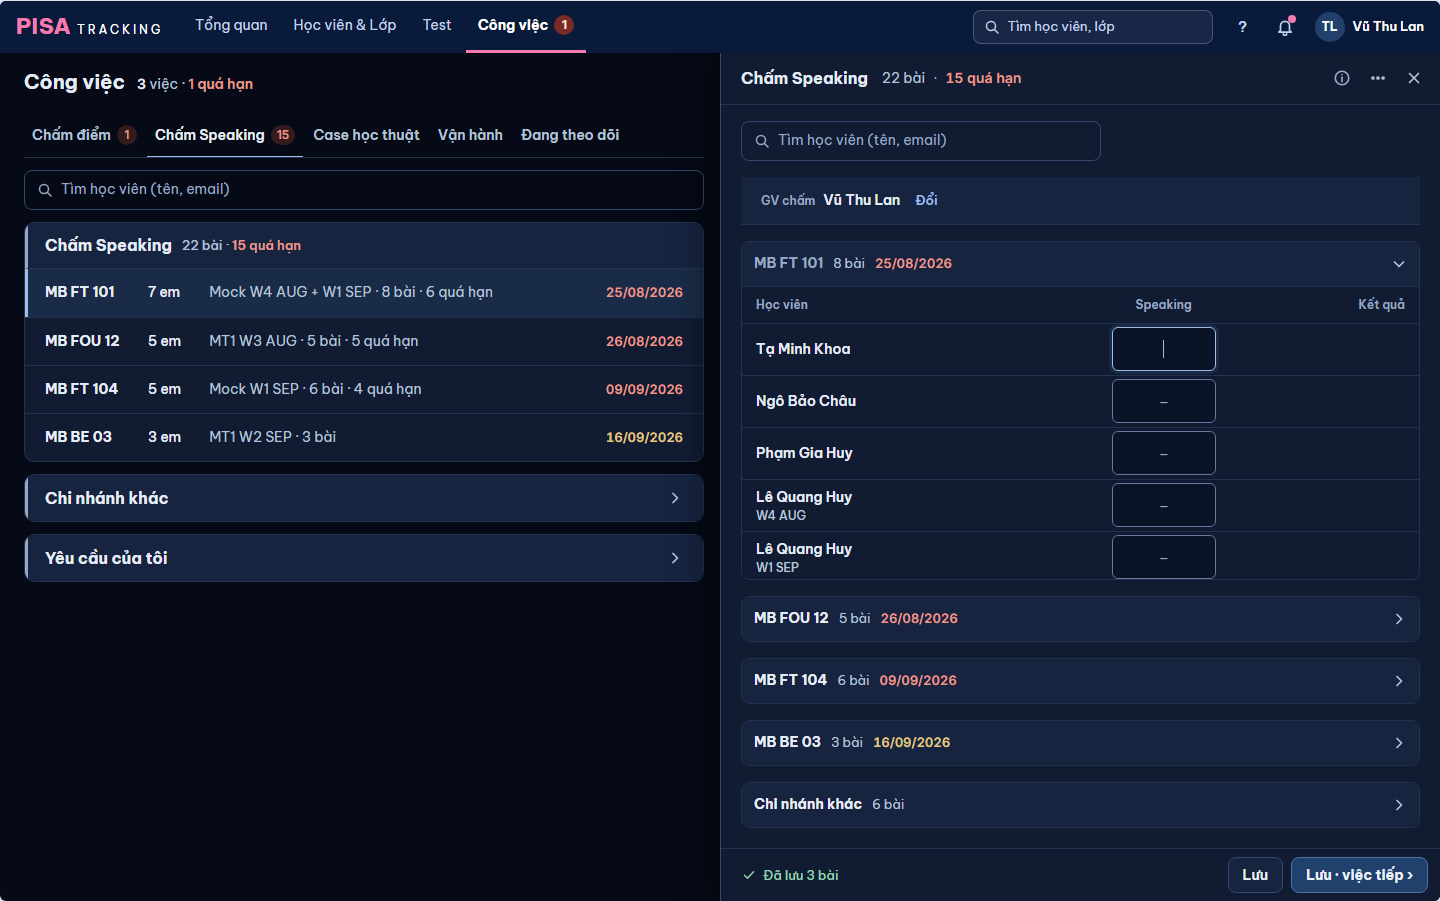 PISA TRACKING
Tổng quan
Học viên & Lớp
Test
Công việc 1
Tìm học viên, lớp
?
TL
Vũ Thu Lan
Công việc 3 việc · 1 quá hạn
Chấm điểm 1
Chấm Speaking 15
Case học thuật
Vận hành
Đang theo dõi
Tìm học viên (tên, email)
Chấm Speaking 22 bài · 15 quá hạn
MB FT 101 7 em Mock W4 AUG + W1 SEP · 8 bài · 6 quá hạn 25/08/2026
MB FOU 12 5 em MT1 W3 AUG · 5 bài · 5 quá hạn 26/08/2026
MB FT 104 5 em Mock W1 SEP · 6 bài · 4 quá hạn 09/09/2026
MB BE 03 3 em MT1 W2 SEP · 3 bài 16/09/2026
Chi nhánh khác
Yêu cầu của tôi
Chấm Speaking 22 bài · 15 quá hạn
Tìm học viên (tên, email)
GV chấm Vũ Thu Lan Đổi
MB FT 101 8 bài 25/08/2026
Học viên Speaking Kết quả
Tạ Minh Khoa
Ngô Bảo Châu –
Phạm Gia Huy –
Lê Quang Huy –
W4 AUG
Lê Quang Huy –
W1 SEP
MB FOU 12 5 bài 26/08/2026
MB FT 104 6 bài 09/09/2026
MB BE 03 3 bài 16/09/2026
Chi nhánh khác 6 bài
Đã lưu 3 bài
Lưu
Lưu · việc tiếp ›